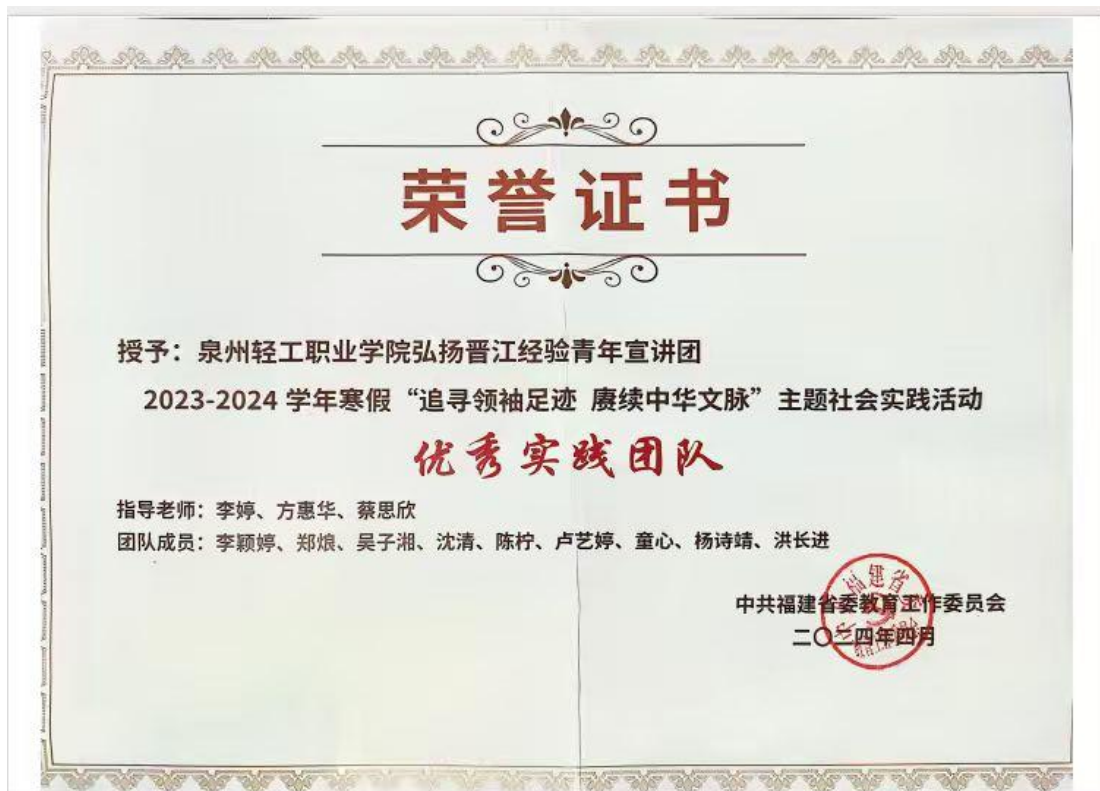 荣誉证书
授予：泉州轻工职业学院弘扬晋江经验青年宣讲团
2023-2024 学年寒假“追寻领袖足迹 赓续中华文脉”主题社会实践活动
优秀实践团队
指导老师：李婷、方惠华、蔡思欣
团队成员：李颖婷、郑烺、吴子湘、沈清、陈柠、卢艺婷、童心、杨诗靖、洪长进
中共福建省委教育工作委员会
二〇二四年四月